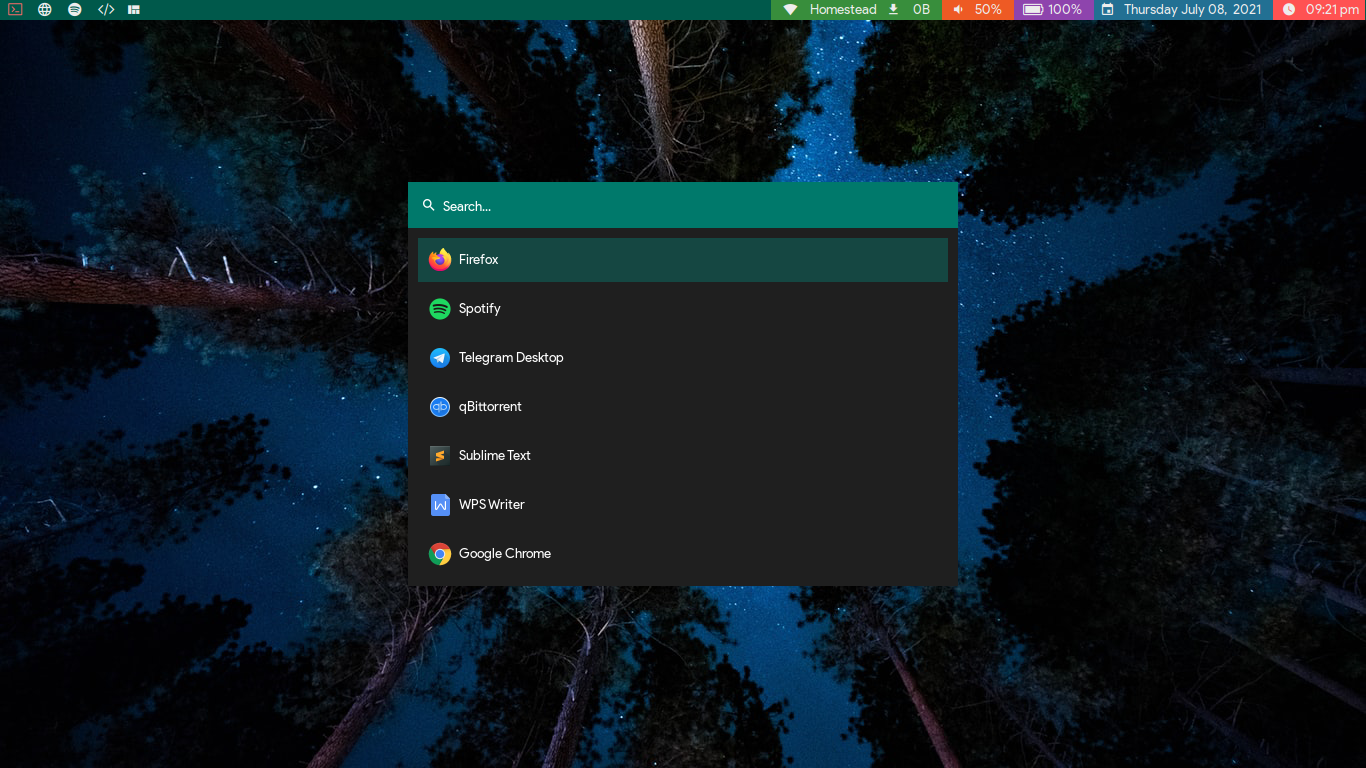 Homestead 0B 50% 100% Thursday July 08, 2021 09:21 pm
Search...
Firefox
Spotify
Telegram Desktop
qBittorrent
Sublime Text
WPS Writer
Google Chrome